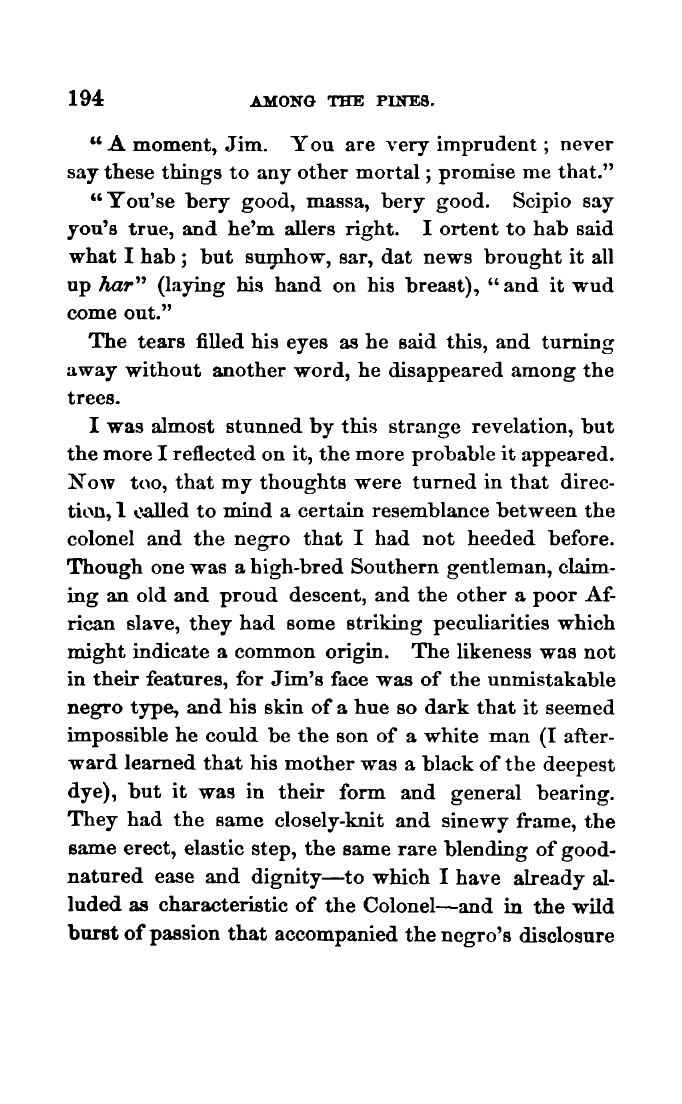 194 AMONG THE PINES.
“ A moment, Jim. You are very imprudent ; never
say these things to any other mortal ; promise me that.”
“ You'se bery good, massa, bery good. Scipio say
you's true, and he'm allers right. I ortent to hab said
what I hab ; but sumhow, sar, dat news brought it all
up har” (laying his hand on his breast), “ and it wud
come out.”
The tears filled his eyes as he said this, and turning
away without another word, he disappeared among the
trees.
I was almost stunned by this strange revelation, but
the more I reflected on it, the more probable it appeared.
Now too, that my thoughts were turned in that direc-
tion, I called to mind a certain resemblance between the
colonel and the negro that I had not heeded before.
Though one was a high-bred Southern gentleman, claim-
ing an old and proud descent, and the other a poor Af-
rican slave, they had some striking peculiarities which
might indicate a common origin. The likeness was not
in their features, for Jim's face was of the unmistakable
negro type, and his skin of a hue so dark that it seemed
impossible he could be the son of a white man (I after-
ward learned that his mother was a black of the deepest
dye), but it was in their form and general bearing.
They had the same closely-knit and sinewy frame, the
same erect, elastic step, the same rare blending of good-
natured ease and dignity—to which I have already al-
luded as characteristic of the Colonel—and in the wild
burst of passion that accompanied the negro's disclosure